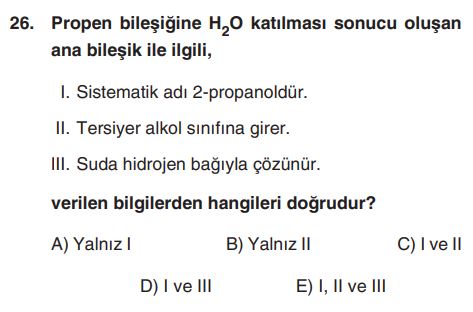 26. Propen bileşiğine H₂O katılması sonucu oluşan
ana bileşik ile ilgili,
I. Sistematik adı 2-propanoldür.
II. Tersiyer alkol sınıfına girer.
III. Suda hidrojen bağıyla çözünür.
verilen bilgilerden hangileri doğrudur?
A) Yalnız I B) Yalnız II C) I ve II
D) I ve III E) I, II ve III